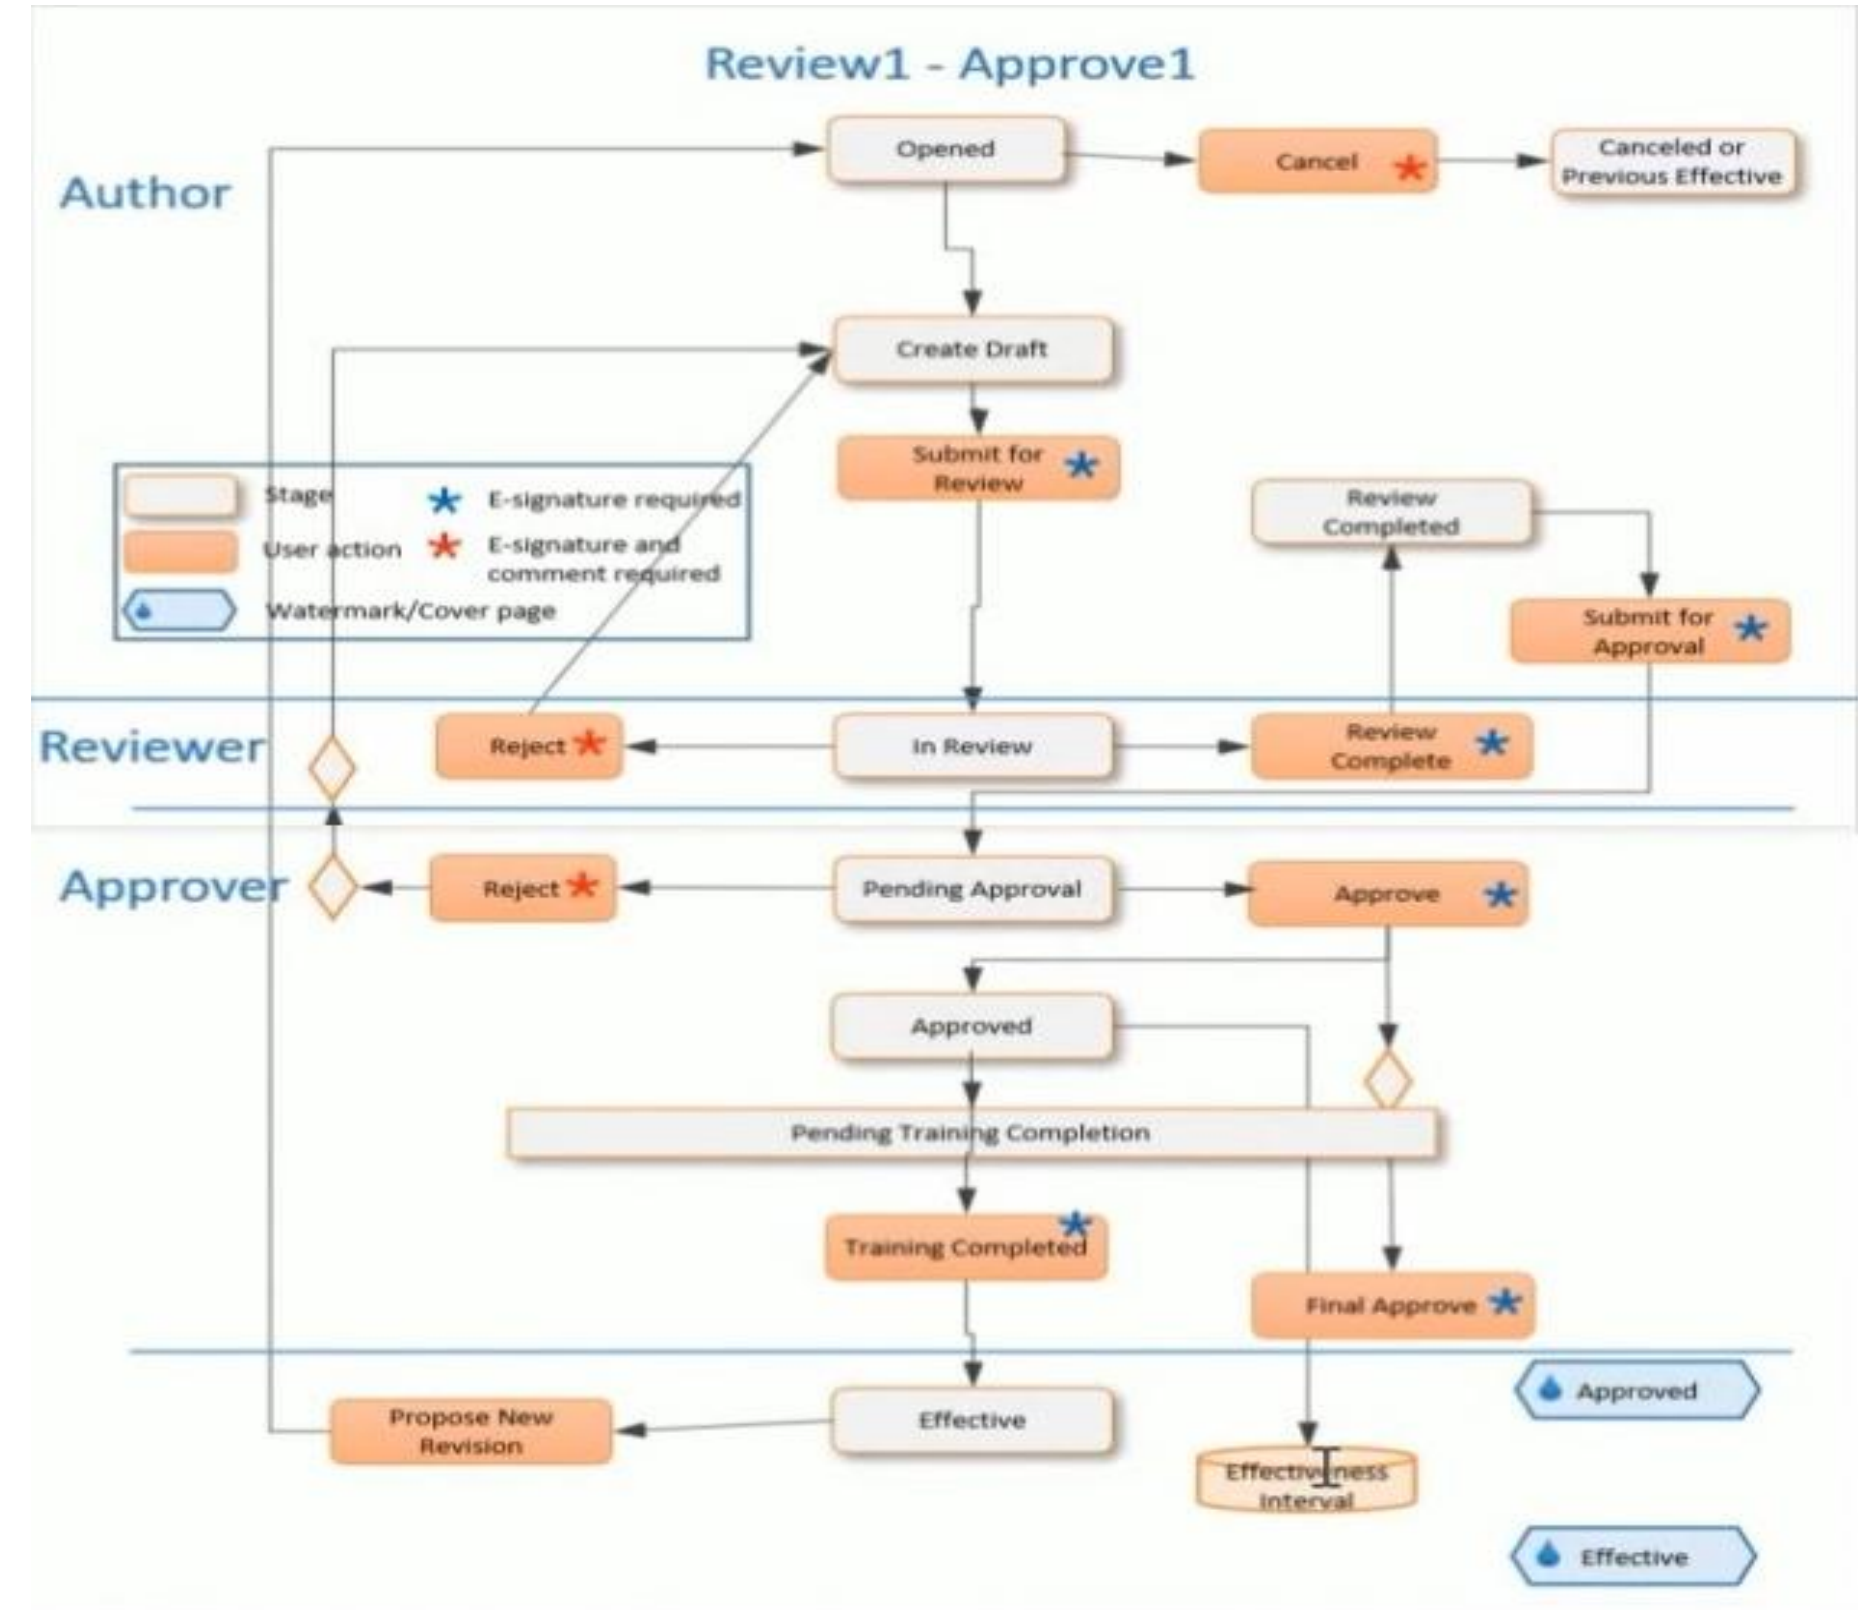 Review1 - Approve1
Author
Opened
Cancel
Canceled or
Previous Effective
Create Draft
Submit for
Review
Stage
E-signature required
User action
E-signature and
comment required
Watermark/Cover page
Review
Completed
Submit for
Approval
Reviewer
Reject
In Review
Review
Complete
Approver
Reject
Pending Approval
Approve
Approved
Pending Training Completion
Training Completed
Final Approve
Approved
Propose New
Revision
Effective
Effectiveness
Interval
Effective